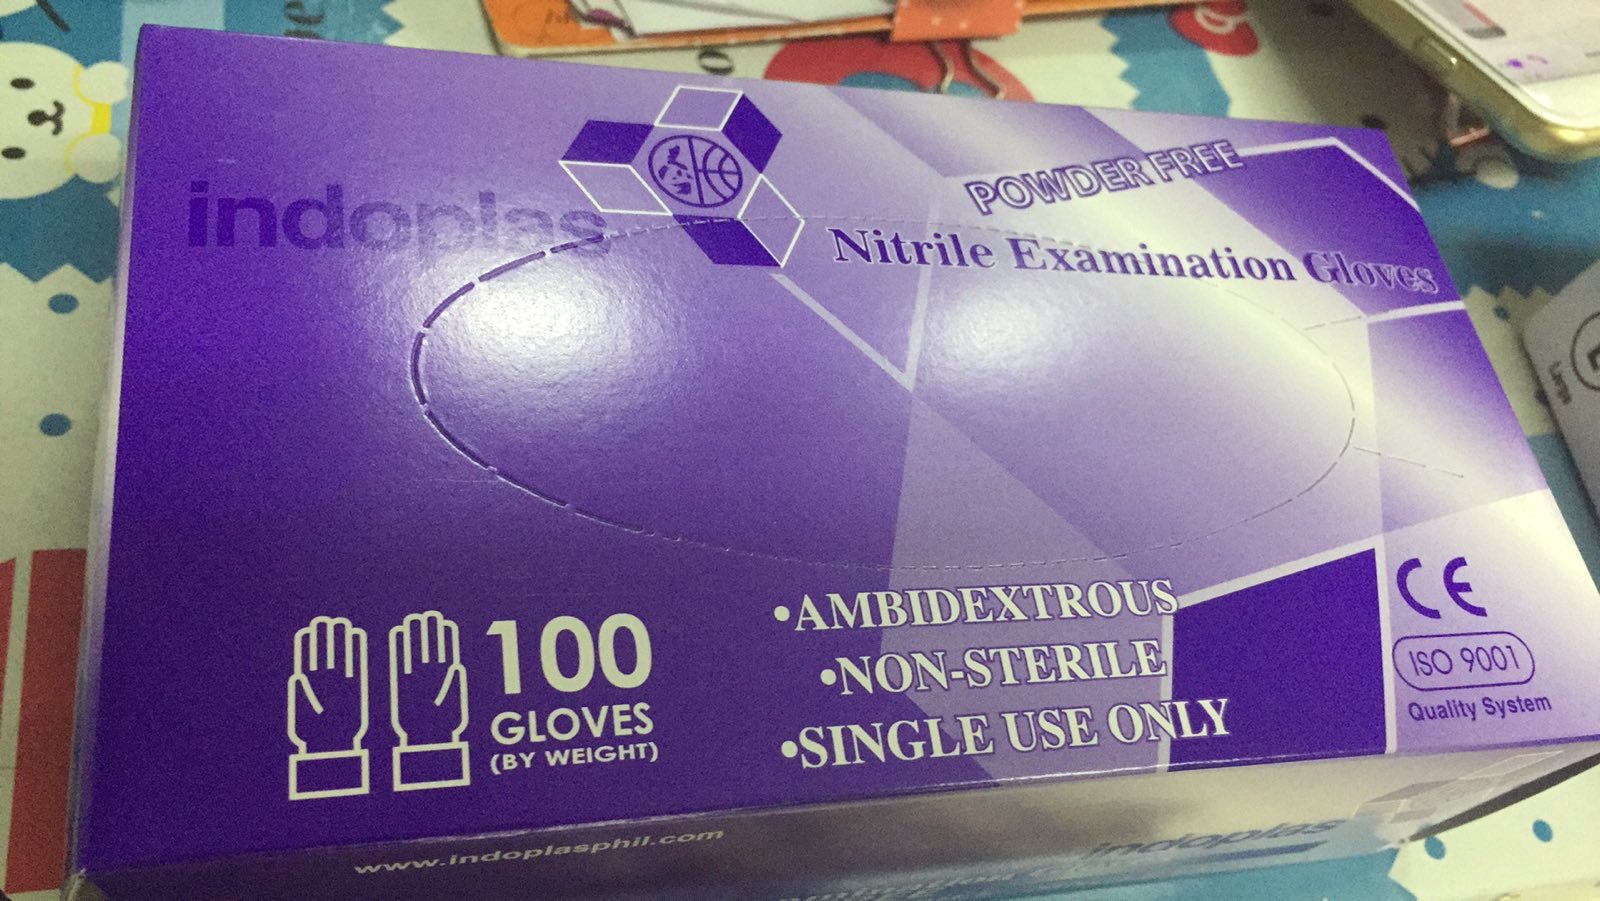 indoplas
POWDER FREE
Nitrile Examination Gloves
100
GLOVES
(BY WEIGHT)
•AMBIDEXTROUS
•NON-STERILE
•SINGLE USE ONLY
CE
ISO 9001
Quality System
www.indoplasphil.com
indoplas